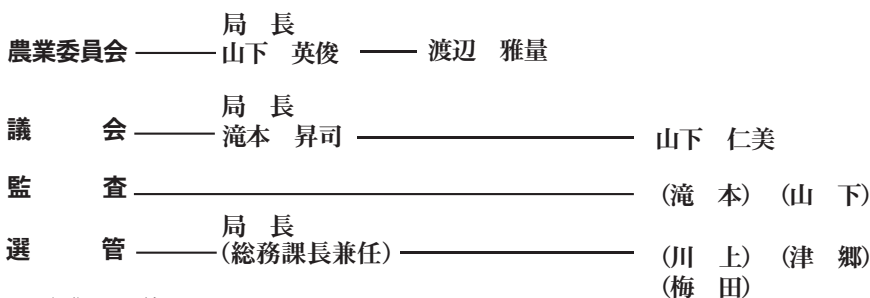 局　長
農業委員会 山下　英俊 渡辺　雅量
局　長
議　会 滝本　昇司 山下　仁美
監　査 （滝　本）（山　下）
局　長
選　管 （総務課長兼任） （川　上）（津　郷）
（梅　田）